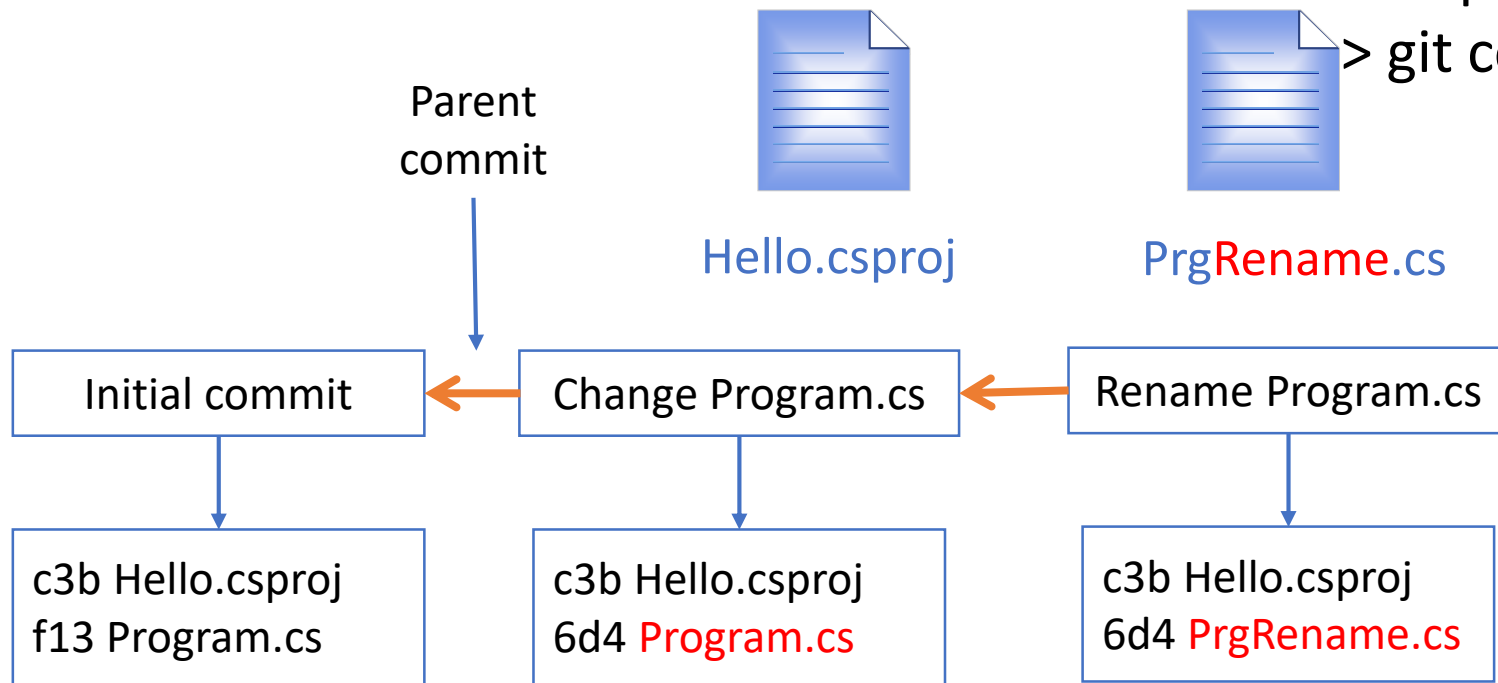 > git c
Parent
commit
Hello.csproj
PrgRename.cs
Initial commit
Change Program.cs
Rename Program.cs
c3b Hello.csproj
f13 Program.cs
c3b Hello.csproj
6d4 Program.cs
c3b Hello.csproj
6d4 PrgRename.cs